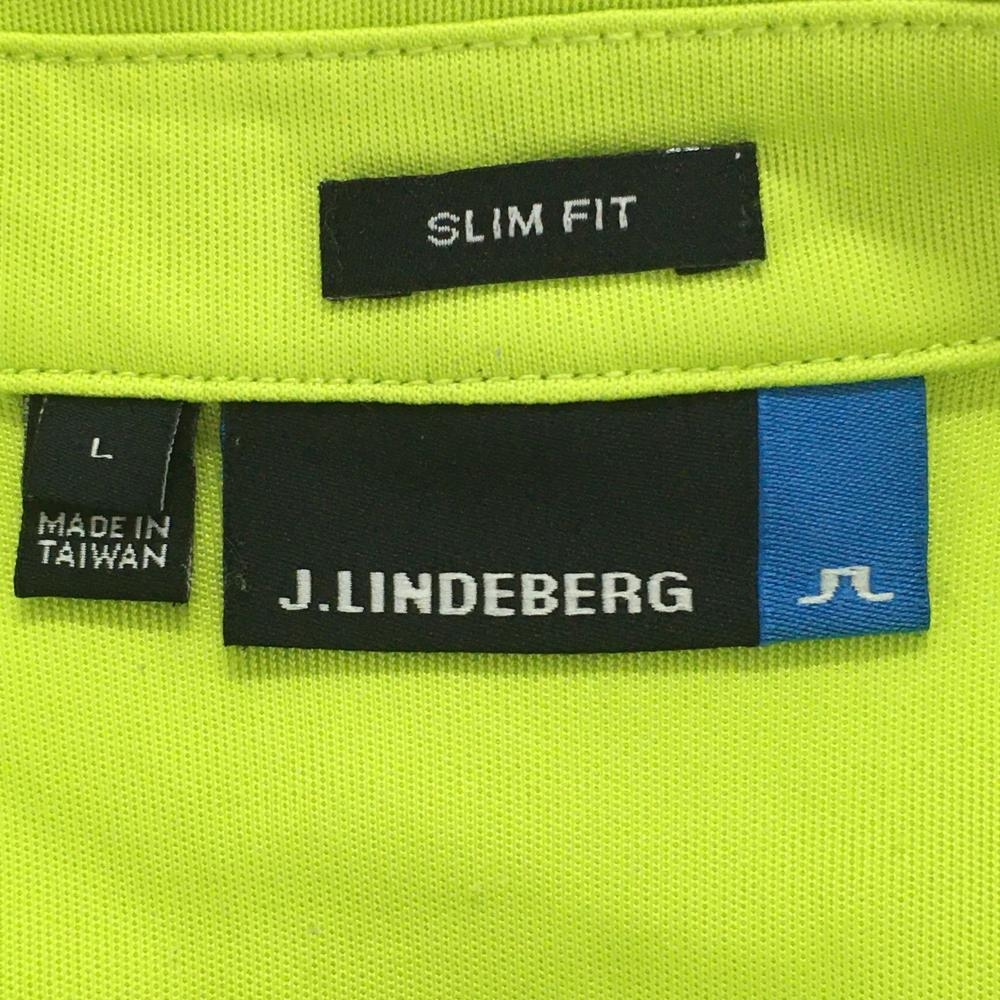 SLIM FIT
L
MADE IN
TAIWAN
J.LINDEBERG